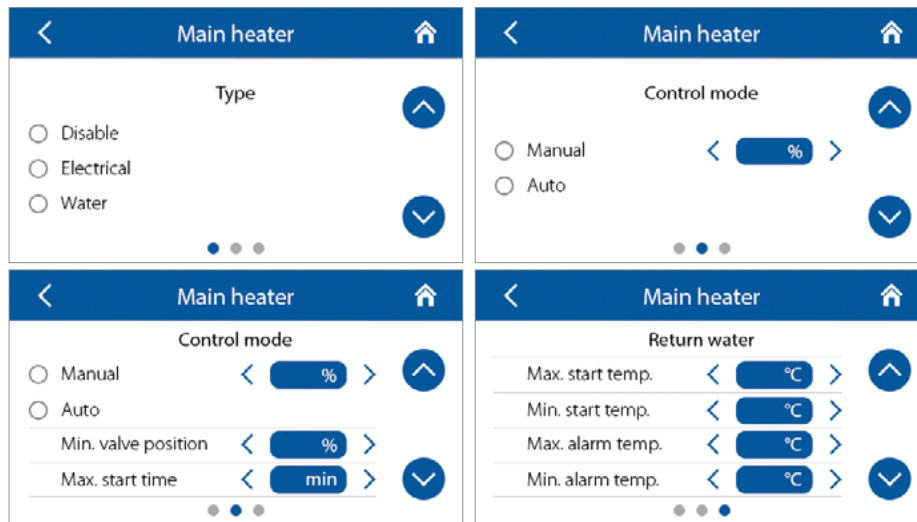 Main heater
Type
Disable
Electrical
Water
Main heater
Control mode
Manual %
Auto
Main heater
Control mode
Manual %
Auto
Min. valve position %
Max. start time min
Main heater
Return water
Max. start temp. °C
Min. start temp. °C
Max. alarm temp. °C
Min. alarm temp. °C